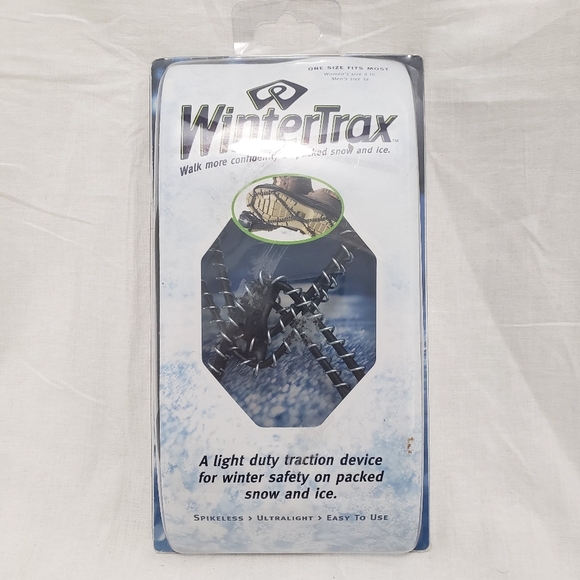 ONE SIZE FITS MOST
WinterTrax™
Walk more confidently on packed snow and ice.
A light duty traction device
for winter safety on packed
snow and ice.
SPIKELESS > ULTRALIGHT > EASY TO USE